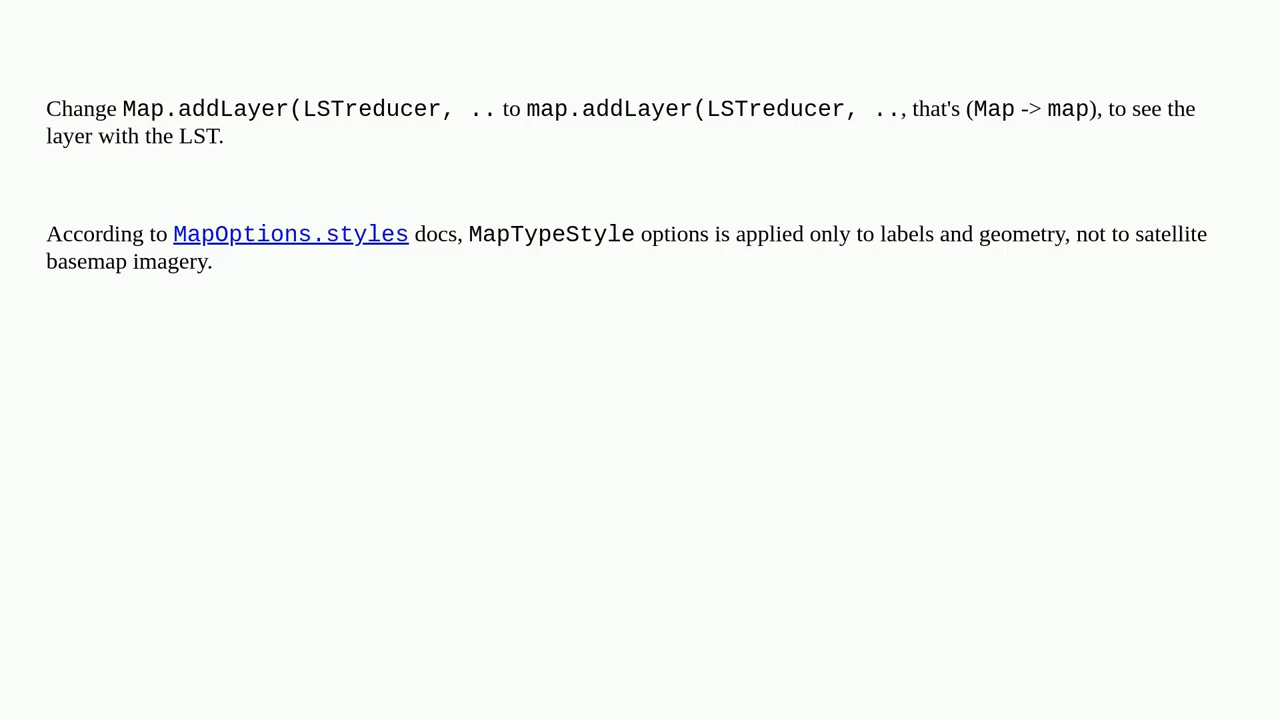 Change Map.addLayer(LSTreducer, .. to map.addLayer(LSTreducer, .., that's (Map -> map), to see the
layer with the LST.
According to MapOptions.styles docs, MapTypeStyle options is applied only to labels and geometry, not to satellite
basemap imagery.